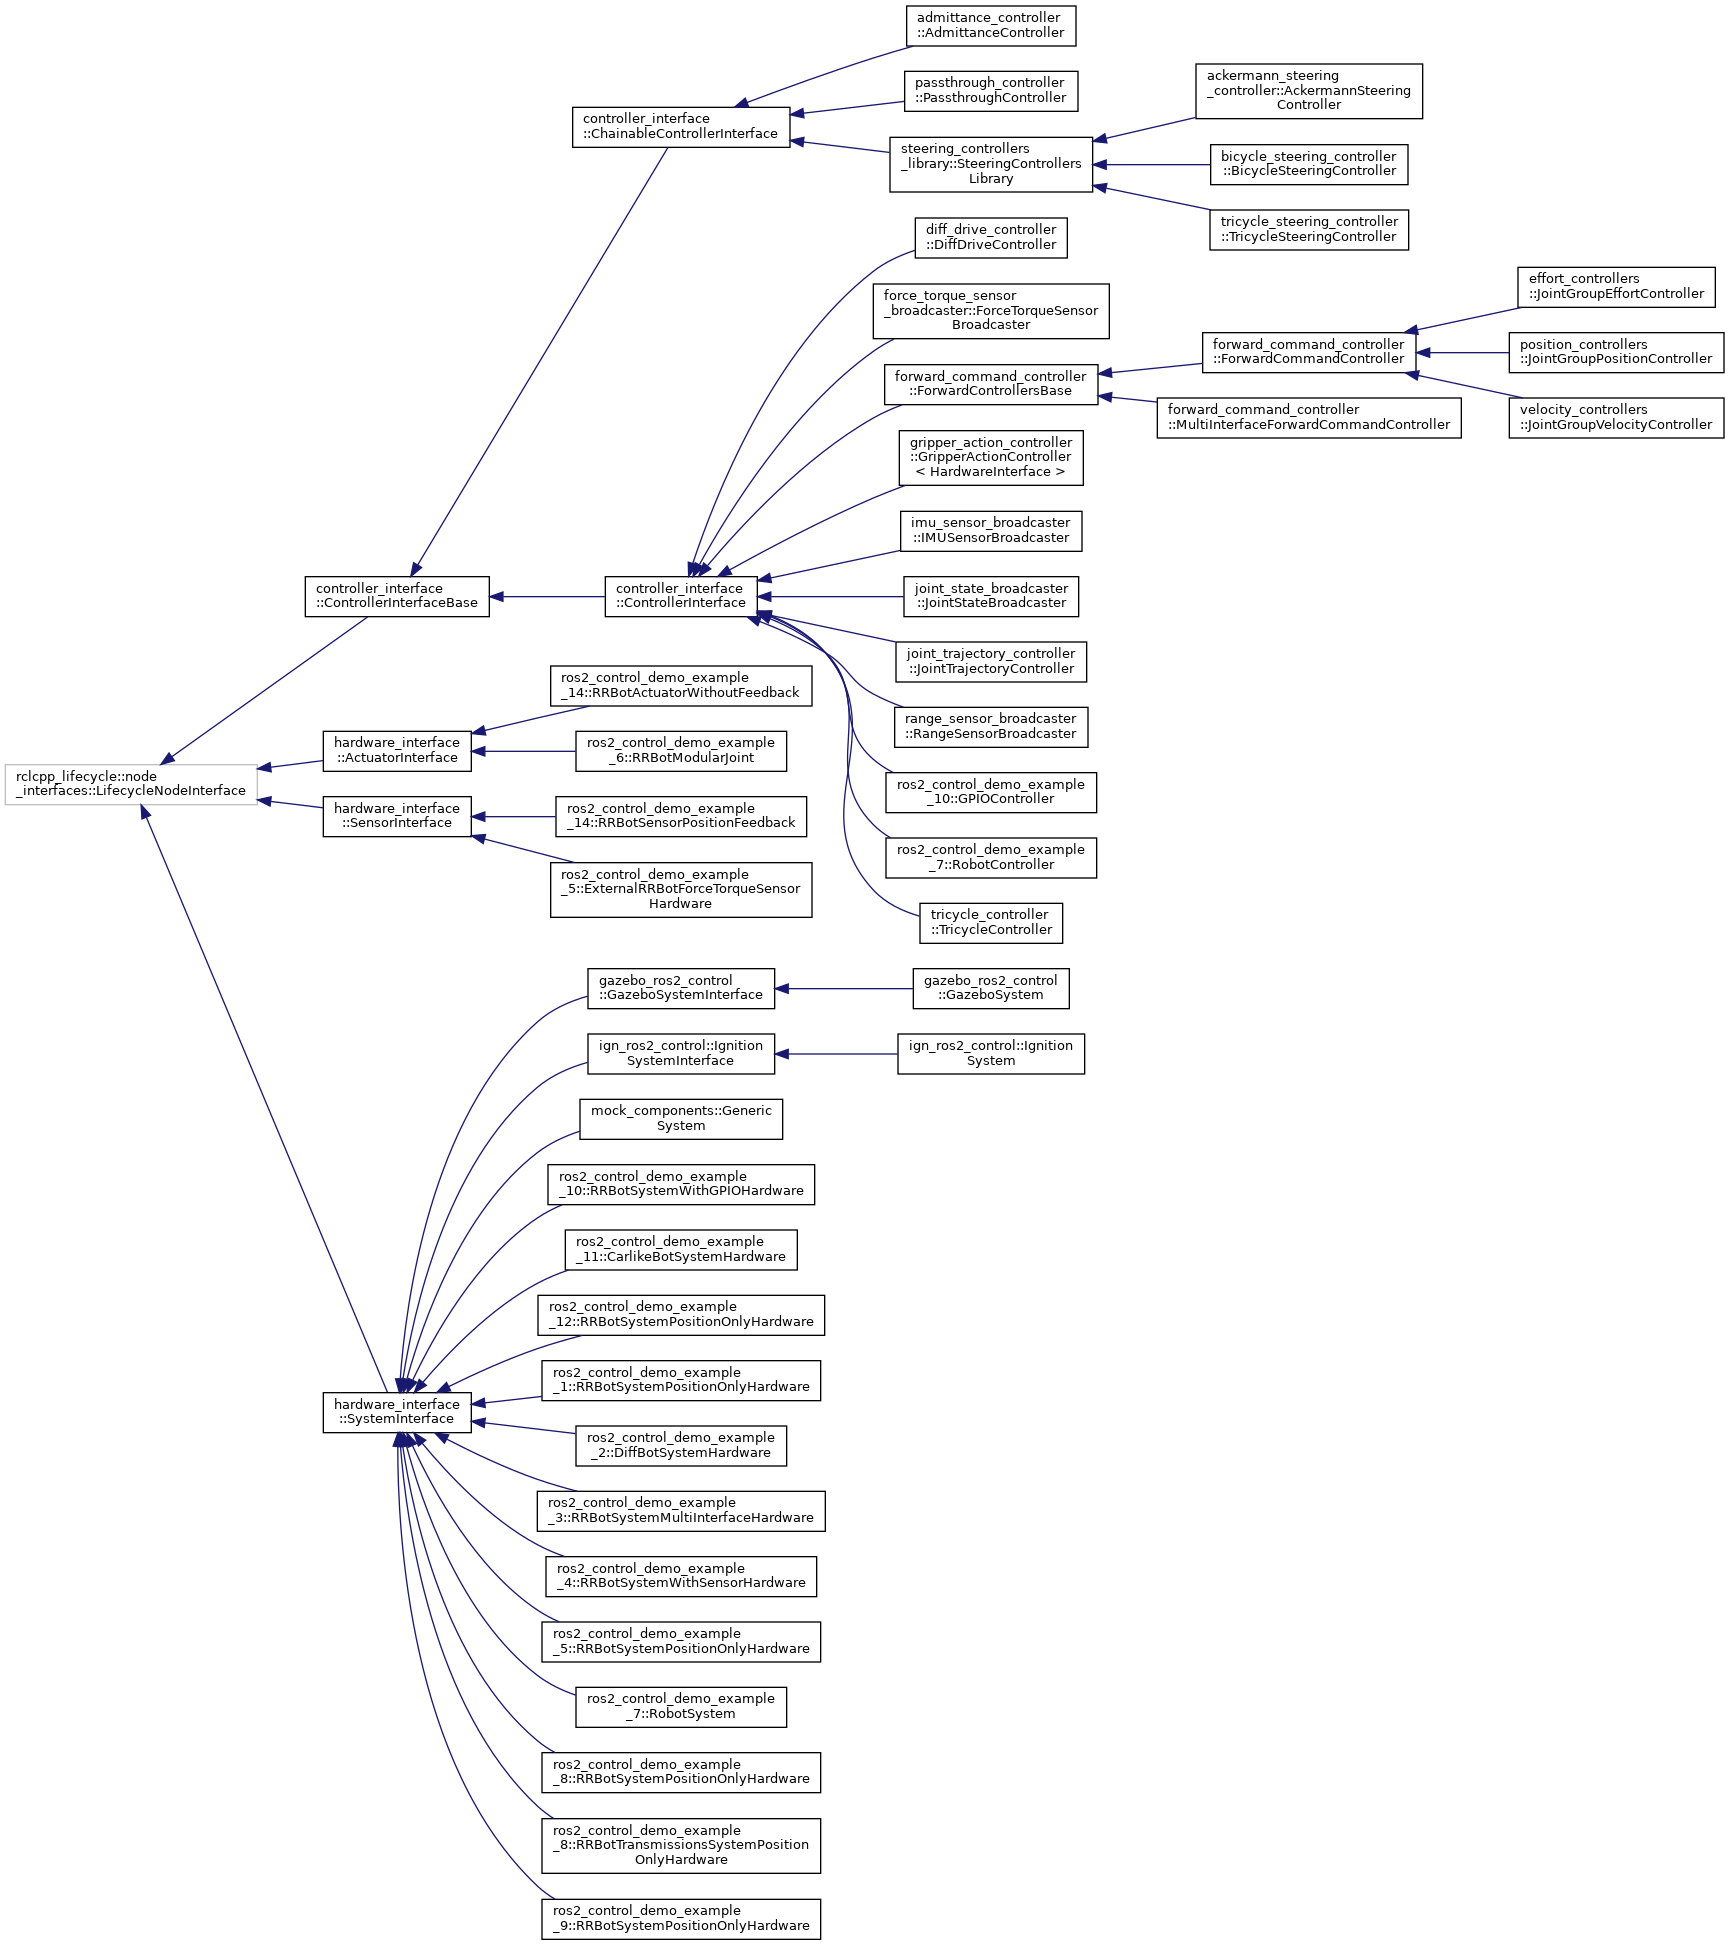 admittance_controller
::AdmittanceController
passthrough_controller
::PassthroughController
ackermann_steering
_controller::AckermannSteering
Controller
controller_interface
::ChainableControllerInterface
steering_controllers
_library::SteeringControllers
Library
bicycle_steering_controller
::BicycleSteeringController
tricycle_steering_controller
::TricycleSteeringController
diff_drive_controller
::DiffDriveController
force_torque_sensor
_broadcaster::ForceTorqueSensor
Broadcaster
effort_controllers
::JointGroupEffortController
forward_command_controller
::ForwardCommandController
position_controllers
::JointGroupPositionController
forward_command_controller
::ForwardControllersBase
forward_command_controller
::MultiInterfaceForwardCommandController
velocity_controllers
::JointGroupVelocityController
gripper_action_controller
::GripperActionController
< HardwareInterface >
imu_sensor_broadcaster
::IMUSensorBroadcaster
controller_interface
::ControllerInterfaceBase
controller_interface
::ControllerInterface
joint_state_broadcaster
::JointStateBroadcaster
joint_trajectory_controller
::JointTrajectoryController
ros2_control_demo_example
_14::RRBotActuatorWithoutFeedback
range_sensor_broadcaster
::RangeSensorBroadcaster
hardware_interface
::ActuatorInterface
ros2_control_demo_example
_6::RRBotModularJoint
rclcpp_lifecycle::node
_interfaces::LifecycleNodeInterface
ros2_control_demo_example
_10::GPIOController
hardware_interface
::SensorInterface
ros2_control_demo_example
_14::RRBotSensorPositionFeedback
ros2_control_demo_example
_7::RobotController
ros2_control_demo_example
_5::ExternalRRBotForceTorqueSensor
Hardware
tricycle_controller
::TricycleController
gazebo_ros2_control
::GazeboSystemInterface
gazebo_ros2_control
::GazeboSystem
ign_ros2_control::Ignition
SystemInterface
ign_ros2_control::Ignition
System
mock_components::Generic
System
ros2_control_demo_example
_10::RRBotSystemWithGPIOHardware
ros2_control_demo_example
_11::CarlikeBotSystemHardware
ros2_control_demo_example
_12::RRBotSystemPositionOnlyHardware
ros2_control_demo_example
_1::RRBotSystemPositionOnlyHardware
hardware_interface
::SystemInterface
ros2_control_demo_example
_2::DiffBotSystemHardware
ros2_control_demo_example
_3::RRBotSystemMultiInterfaceHardware
ros2_control_demo_example
_4::RRBotSystemWithSensorHardware
ros2_control_demo_example
_5::RRBotSystemPositionOnlyHardware
ros2_control_demo_example
_7::RobotSystem
ros2_control_demo_example
_8::RRBotSystemPositionOnlyHardware
ros2_control_demo_example
_8::RRBotTransmissionsSystemPosition
OnlyHardware
ros2_control_demo_example
_9::RRBotSystemPositionOnlyHardware